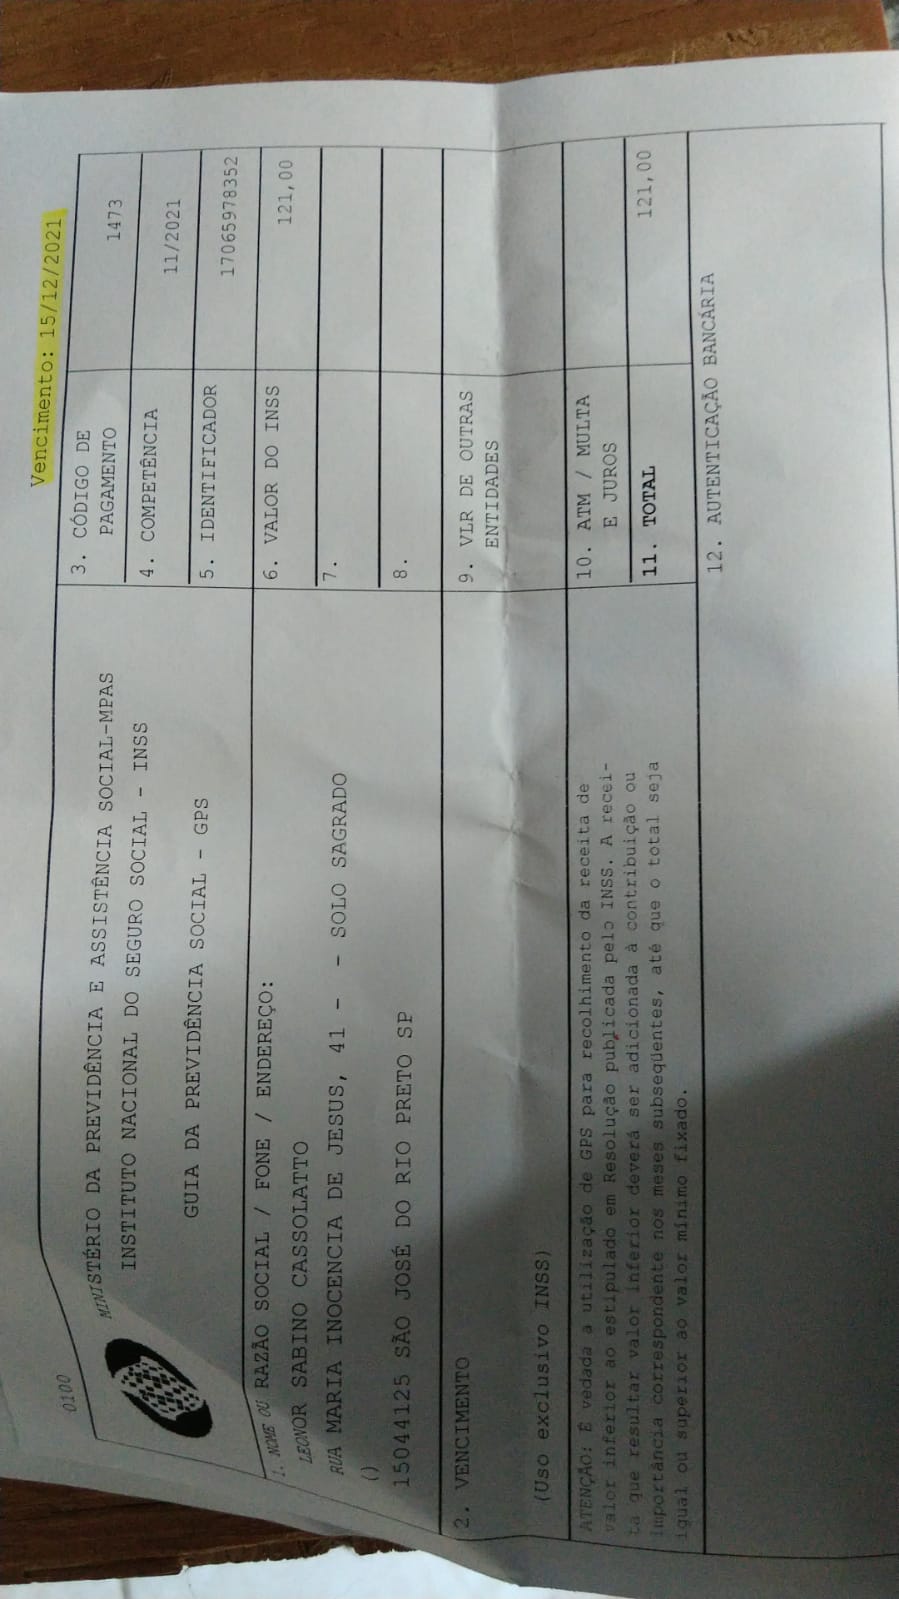 Vencimento: 15/12/2021
0100
MINISTÉRIO DA PREVIDÊNCIA E ASSISTÊNCIA SOCIAL-MPAS
INSTITUTO NACIONAL DO SEGURO SOCIAL - INSS
GUIA DA PREVIDÊNCIA SOCIAL - GPS
3. CÓDIGO DE
PAGAMENTO
1473
4. COMPETÊNCIA
11/2021
5. IDENTIFICADOR
17065978352
1. NOME OU RAZÃO SOCIAL / FONE / ENDEREÇO:
LEONOR SABINO CASSOLATTO
RUA MARIA INOCENCIA DE JESUS, 41 - - SOLO SAGRADO
()
15044125 SÃO JOSÉ DO RIO PRETO SP
6. VALOR DO INSS
121,00
7.
8.
2. VENCIMENTO
(Uso exclusivo INSS)
9. VLR DE OUTRAS
ENTIDADES
ATENÇÃO: É vedada a utilização de GPS para recolhimento da receita de
valor inferior ao estipulado em Resolução publicada pelo INSS. A recei-
ta que resultar valor inferior deverá ser adicionada à contribuição ou
importância correspondente nos meses subseqüentes, até que o total seja
igual ou superior ao valor mínimo fixado.
10. ATM / MULTA
E JUROS
11. TOTAL
121,00
12. AUTENTICAÇÃO BANCÁRIA